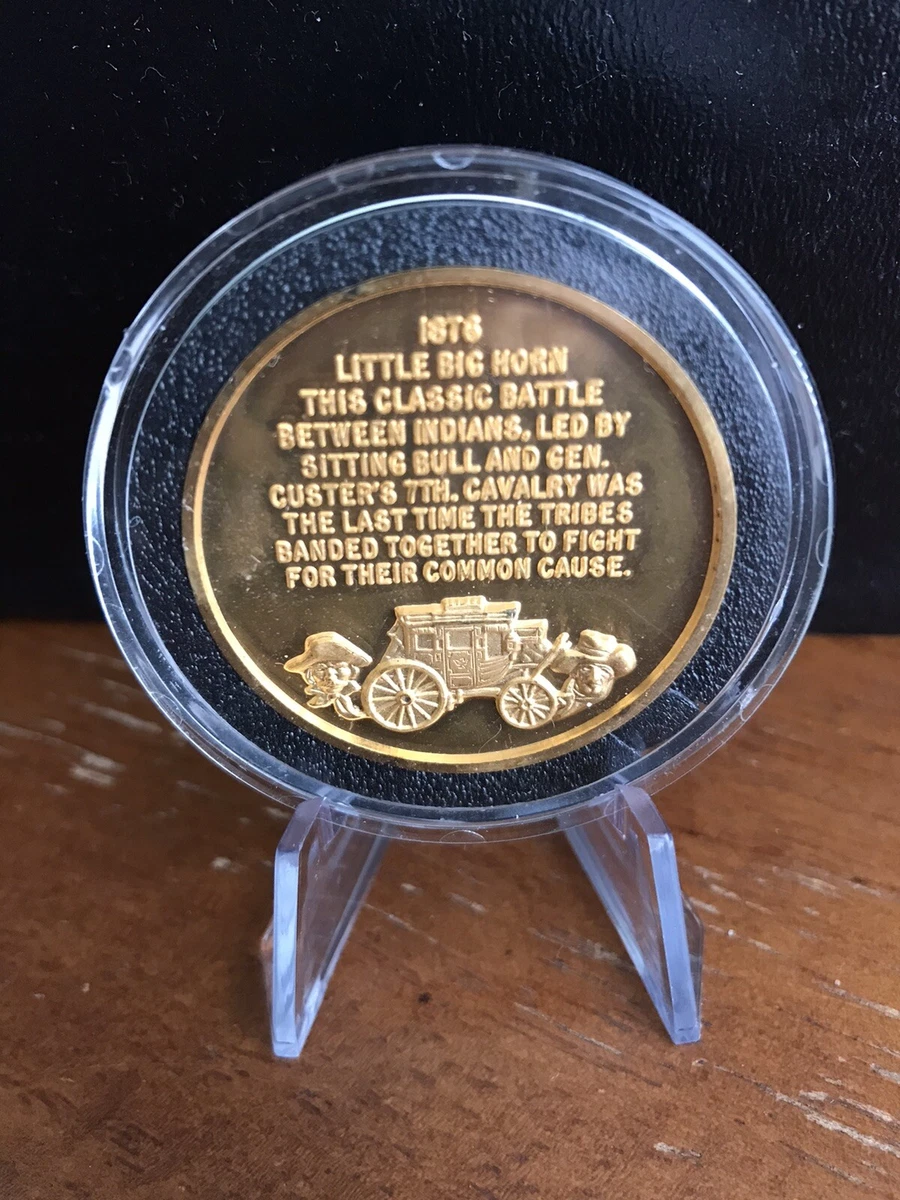 1876
LITTLE BIG HORN
THIS CLASSIC BATTLE
BETWEEN INDIANS, LED BY
SITTING BULL AND GEN.
CUSTER'S 7TH. CAVALRY WAS
THE LAST TIME THE TRIBES
BANDED TOGETHER TO FIGHT
FOR THEIR COMMON CAUSE.